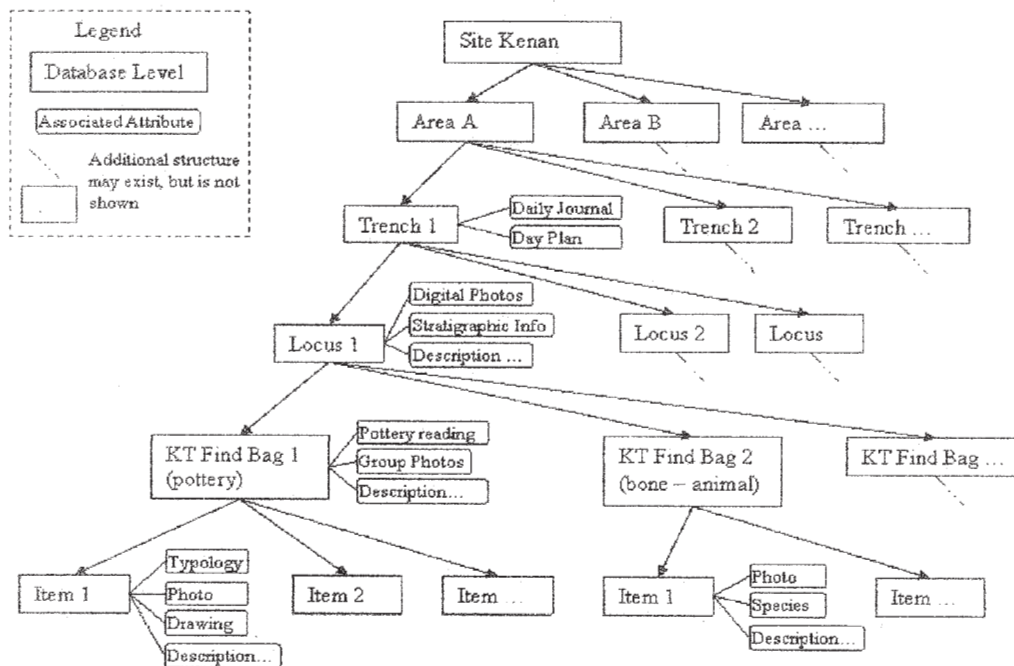 Legend
Database Level
Associated Attribute
Additional structure
may exist, but is not
shown
Site Kenan
Area A
Area B
Area ...
Trench 1
Daily Journal
Day Plan
Trench 2
Trench ...
Locus 1
Digital Photos
Stratigraphic Info
Description ...
Locus 2
Locus
KT Find Bag 1
(pottery)
Pottery reading
Group Photos
Description...
KT Find Bag 2
(bone – animal)
KT Find Bag ...
Item 1
Typology
Photo
Drawing
Description...
Item 2
Item ...
Item 1
Photo
Species
Description...
Item ...